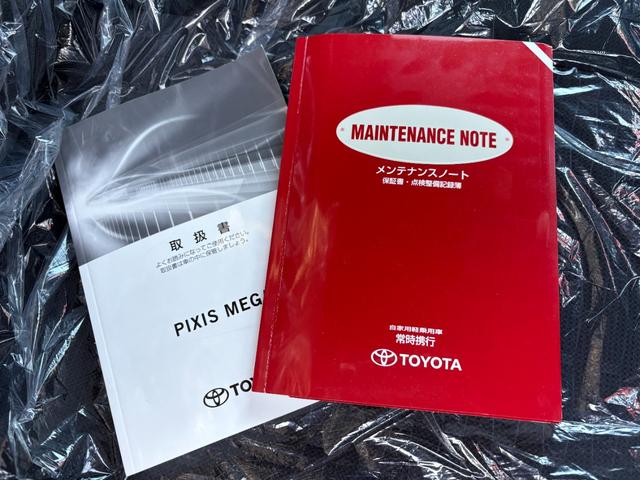 取扱書
よくお読みになってご使用ください。
取扱書は車の中に保管しましょう。
PIXIS MEGA
TOYO
MAINTENANCE NOTE
メンテナンスノート
保証書・点検整備記録簿
自家用軽乗用車
常時携行
TOYOTA